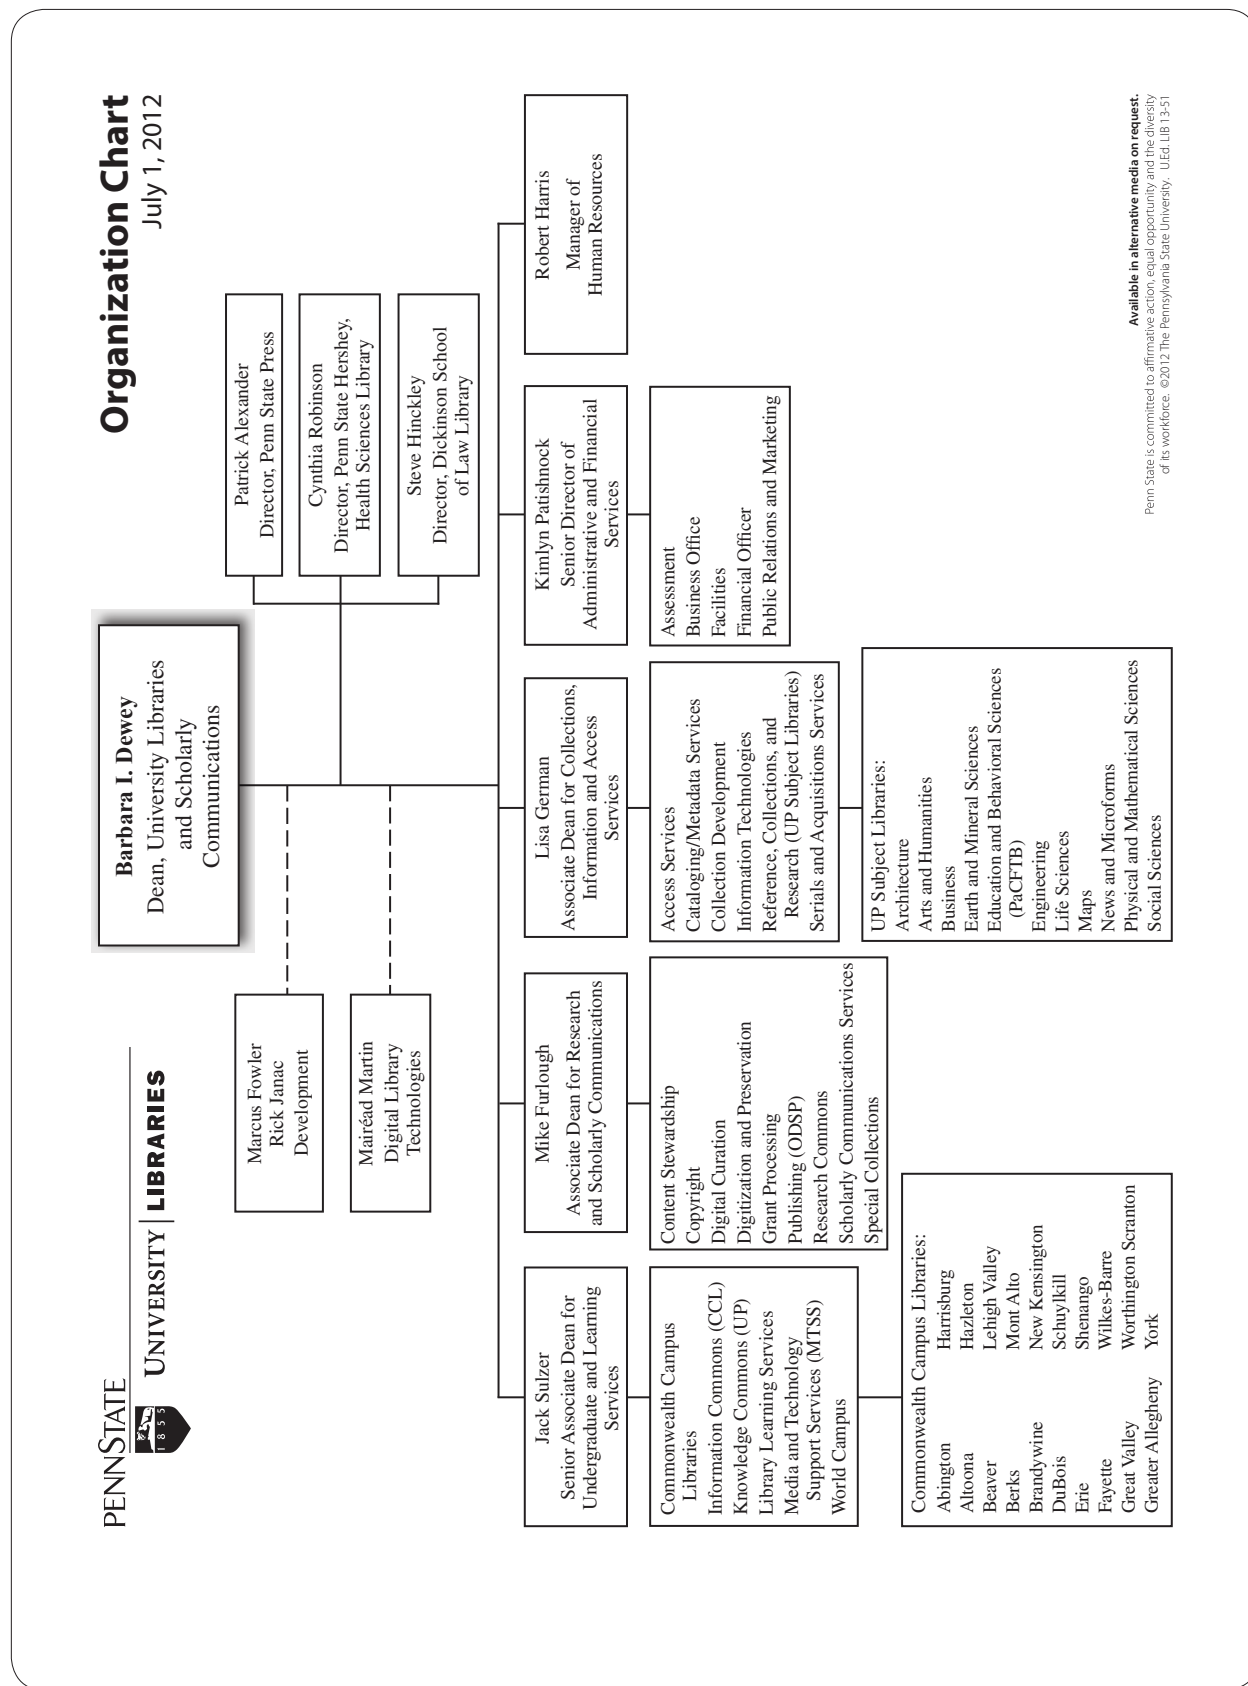 PENNSTATE
1855
UNIVERSITY LIBRARIES
Organization Chart
July 1, 2012
Barbara I. Dewey
Dean, University Libraries
and Scholarly
Communications
Marcus Fowler
Rick Janac
Development
Mairéad Martin
Digital Library
Technologies
Patrick Alexander
Director, Penn State Press
Cynthia Robinson
Director, Penn State Hershey,
Health Sciences Library
Steve Hinckley
Director, Dickinson School
of Law Library
Jack Sulzer
Senior Associate Dean for
Undergraduate and Learning
Services
Commonwealth Campus
Libraries
Information Commons (CCL)
Knowledge Commons (UP)
Library Learning Services
Media and Technology
Support Services (MTSS)
World Campus
Commonwealth Campus Libraries:
Abington
Altoona
Beaver
Berks
Brandywine
DuBois
Erie
Fayette
Great Valley
Greater Allegheny
Harrisburg
Hazleton
Lehigh Valley
Mont Alto
New Kensington
Schuylkill
Shenango
Wilkes-Barre
Worthington Scranton
York
Mike Furlough
Associate Dean for Research
and Scholarly Communications
Content Stewardship
Copyright
Digital Curation
Digitization and Preservation
Grant Processing
Publishing (ODSP)
Research Commons
Scholarly Communications Services
Special Collections
Lisa German
Associate Dean for Collections,
Information and Access
Services
Access Services
Cataloging/Metadata Services
Collection Development
Information Technologies
Reference, Collections, and
Research (UP Subject Libraries)
Serials and Acquisitions Services
UP Subject Libraries:
Architecture
Arts and Humanities
Business
Earth and Mineral Sciences
Education and Behavioral Sciences
(PaCFTB)
Engineering
Life Sciences
Maps
News and Microforms
Physical and Mathematical Sciences
Social Sciences
Kimlyn Patishnock
Senior Director of
Administrative and Financial
Services
Assessment
Business Office
Facilities
Financial Officer
Public Relations and Marketing
Robert Harris
Manager of
Human Resources
Available in alternative media on request.
Penn State is committed to affirmative action, equal opportunity and the diversity
of its workforce. ©2012 The Pennsylvania State University. U.Ed. LIB 13-51